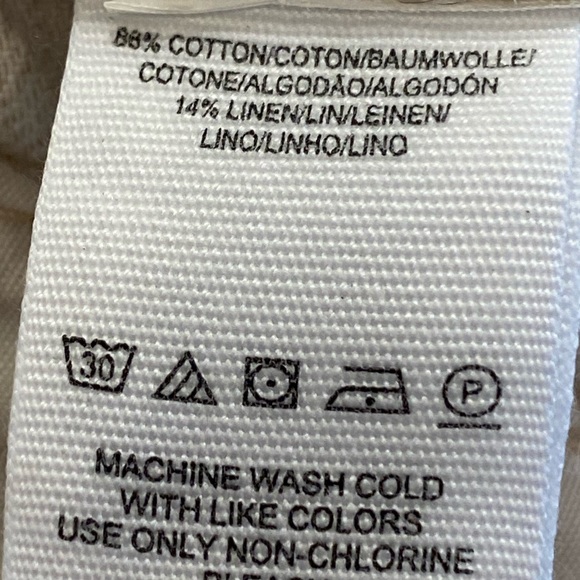 86% COTTON/COTON/BAUMWOLLE/
COTONE/ALGODÃO/ALGODÓN
14% LINEN/LIN/LEINEN/
LINO/LINHO/LINO
30 P
MACHINE WASH COLD
WITH LIKE COLORS
USE ONLY NON-CHLORINE